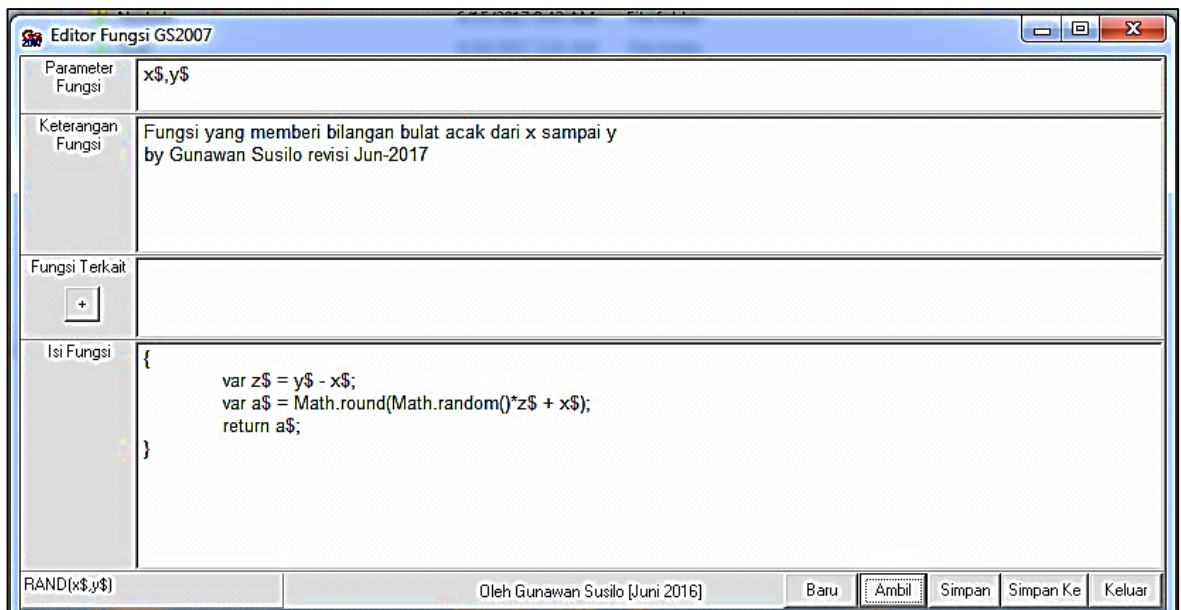 Editor Fungsi GS2007
Parameter
Fungsi
x$,y$
Keterangan
Fungsi
Fungsi yang memberi bilangan bulat acak dari x sampai y
by Gunawan Susilo revisi Jun-2017
Fungsi Terkait
+
Isi Fungsi
{
var z$ = y$ - x$;
var a$ = Math.round(Math.random()*z$ + x$);
return a$;
}
RAND(x$,y$)
Oleh Gunawan Susilo [Juni 2016]
Baru
Ambil
Simpan
Simpan Ke
Keluar